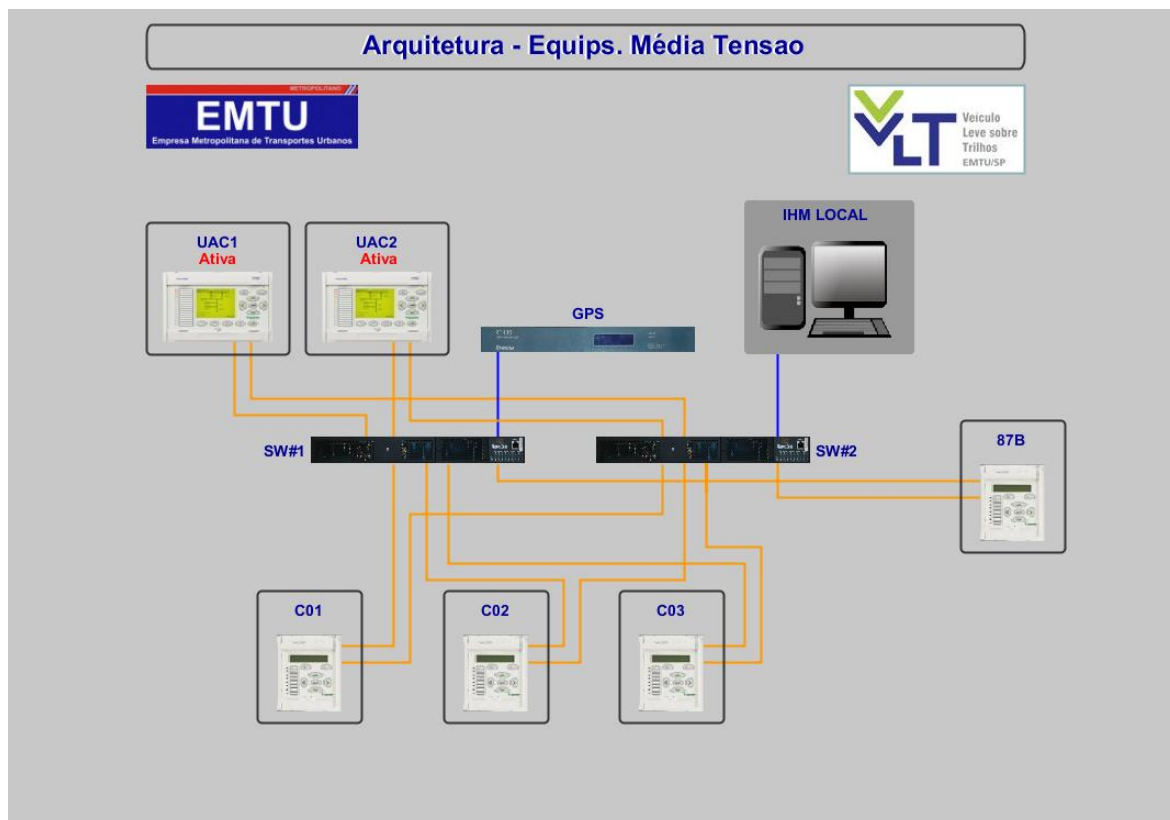 Arquitetura - Equips. Média Tensao
METROPOLITANO
EMTU
Empresa Metropolitana de Transportes Urbanos
VLT
Veículo
Leve sobre
Trilhos
EMTU/SP
UAC1
Ativa
UAC2
Ativa
GPS
IHM LOCAL
SW#1
SW#2
87B
C01
C02
C03